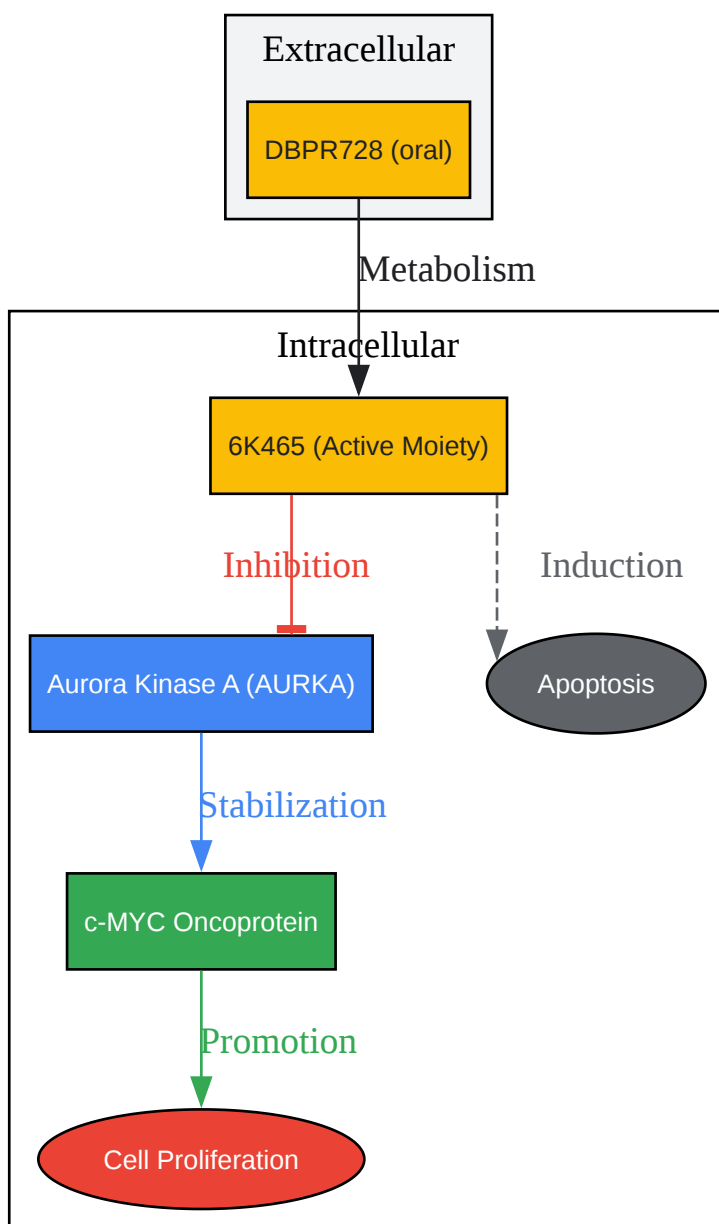 Extracellular
DBPR728 (oral)
Metabolism
Intracellular
6K465 (Active Moiety)
Inhibition
Induction
Aurora Kinase A (AURKA)
Apoptosis
Stabilization
c-MYC Oncoprotein
Promotion
Cell Proliferation